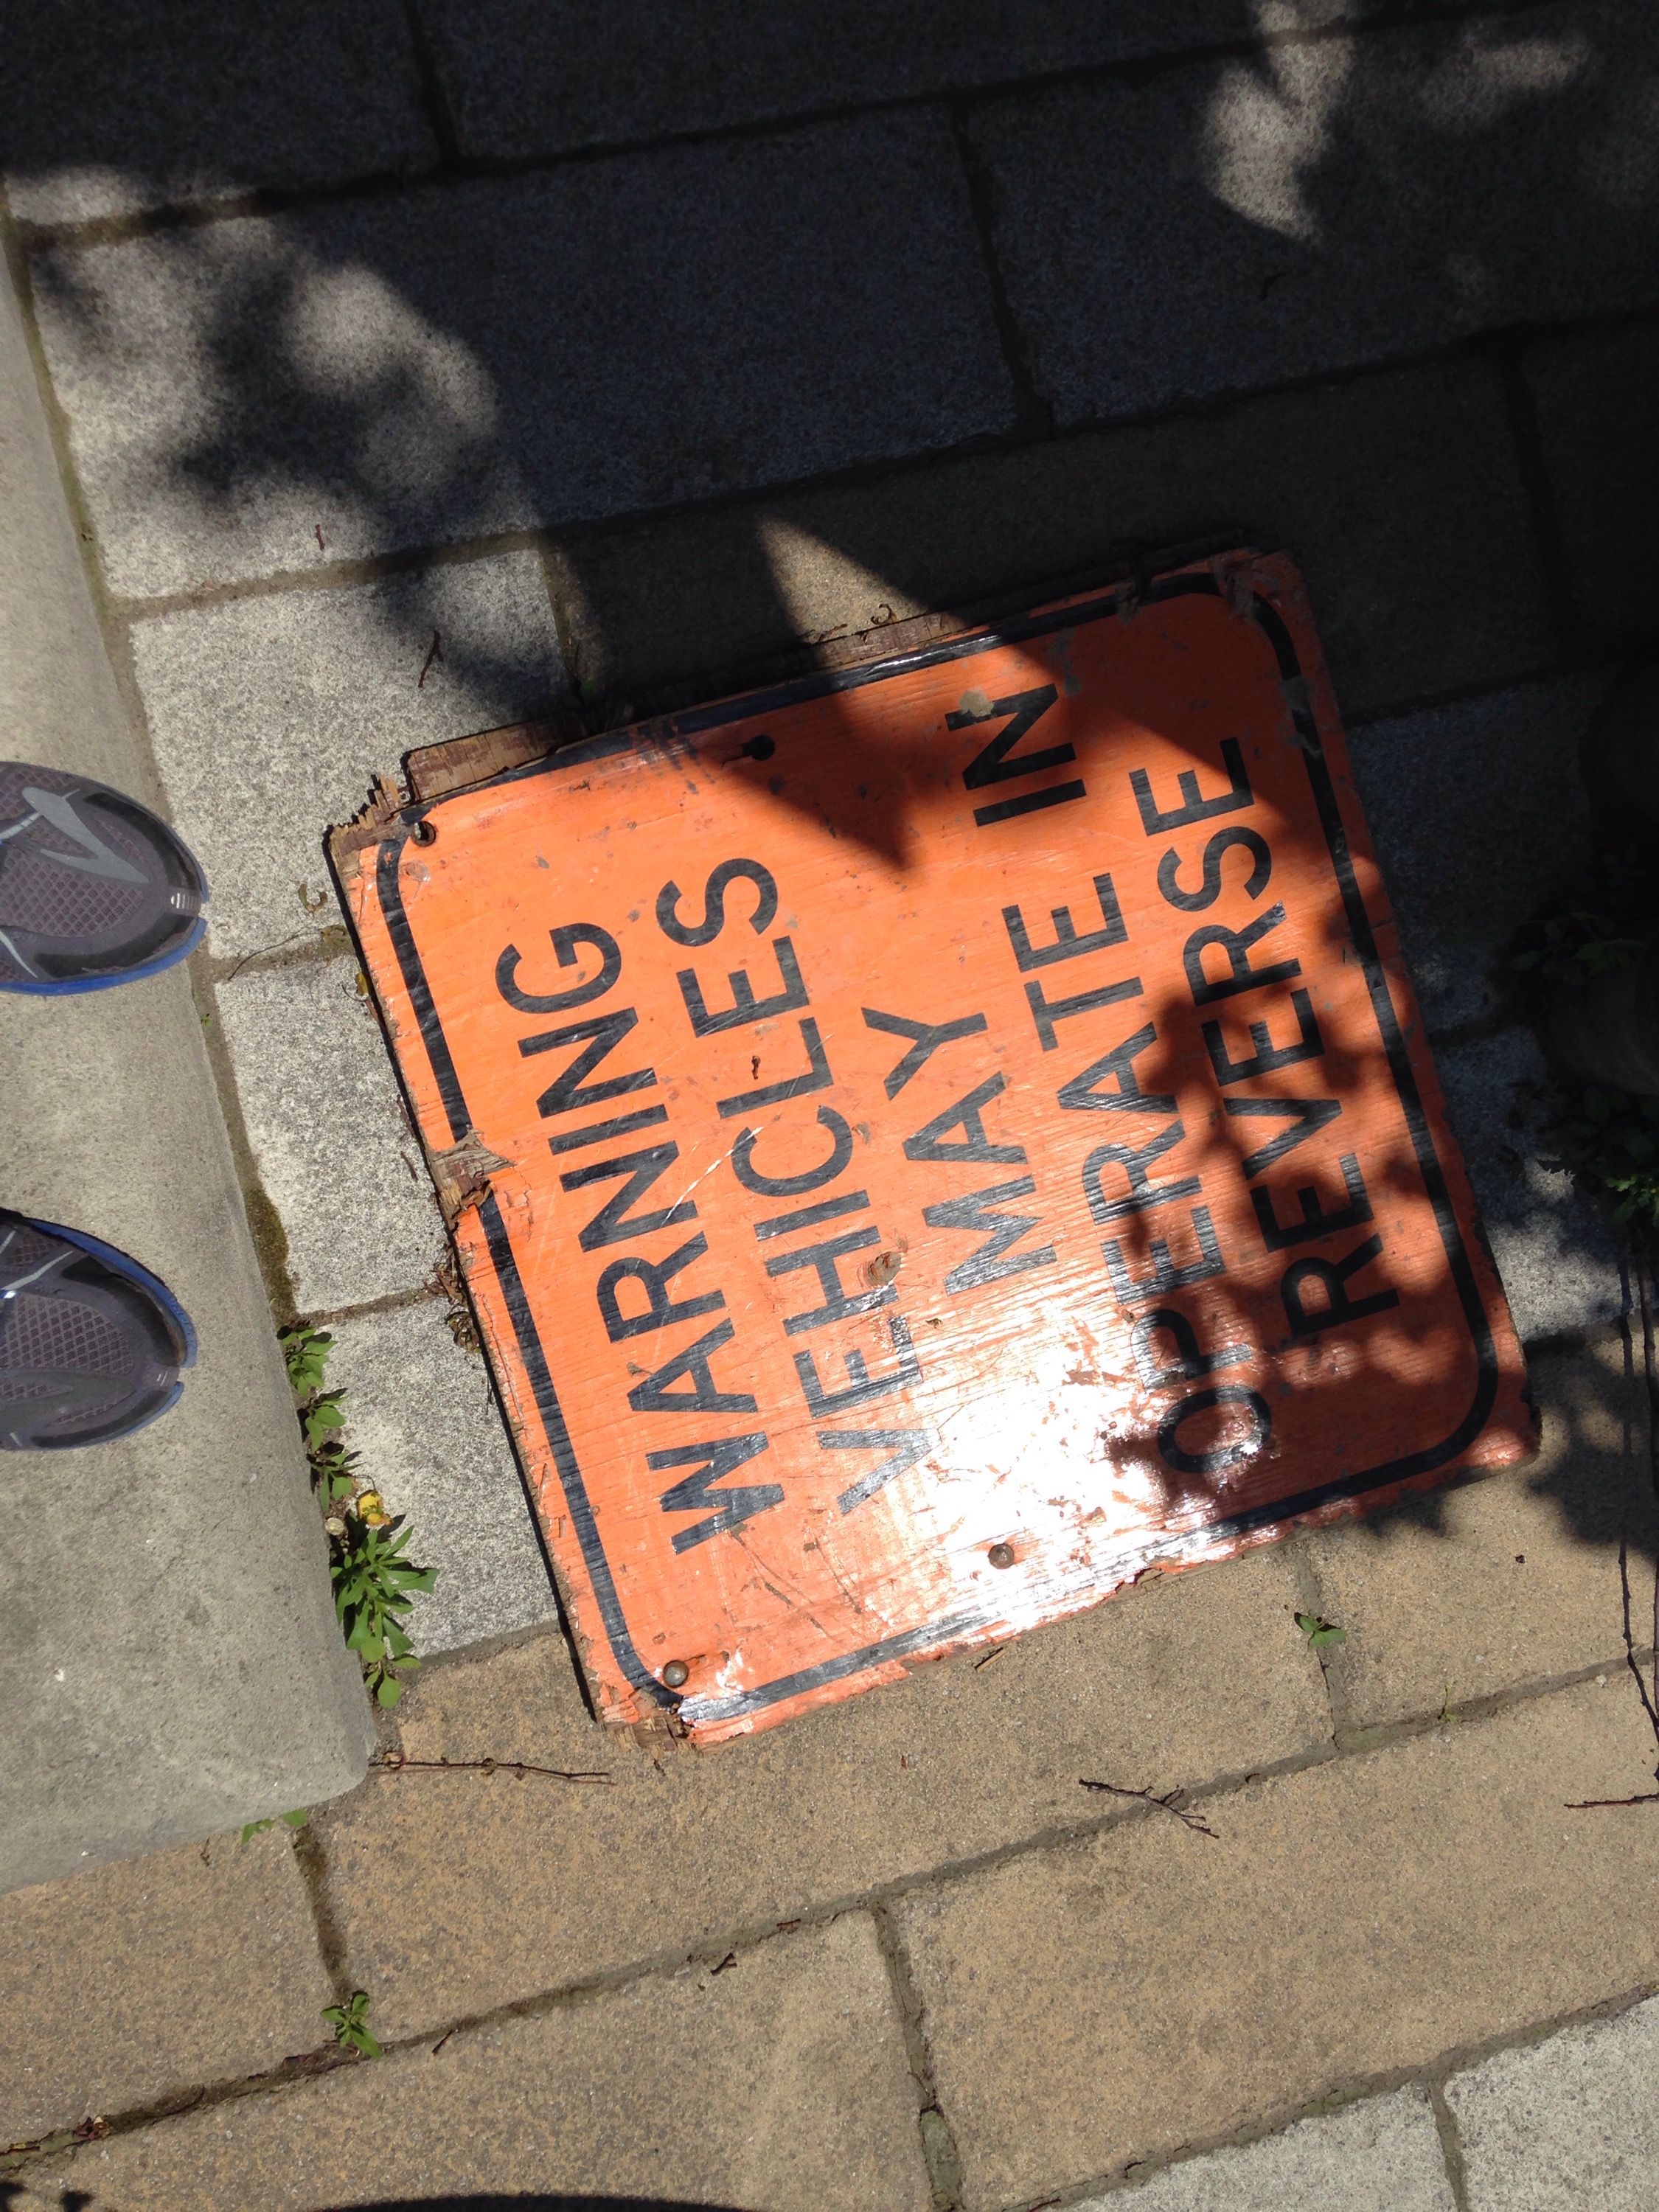 WARNING
VEHICLES
MAY
OPERATE IN
REVERSE